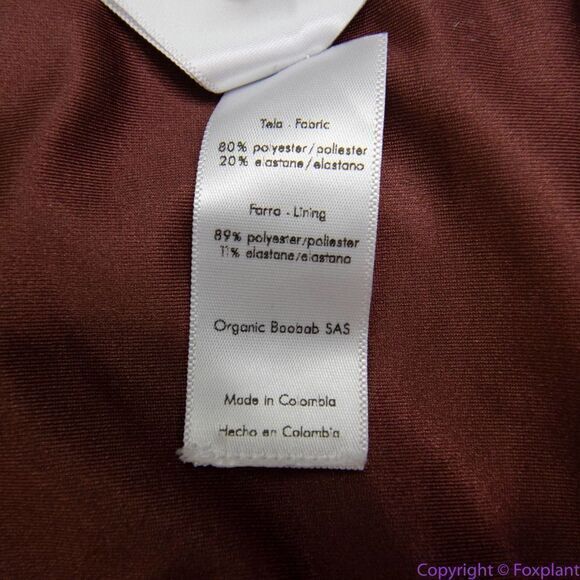 Tela . Fabric
80% polyester/poliester
20% elastane/elastano
Forro . Lining
89% polyester/poliester
11% elastane/elastano
Organic Baobab SAS
Made in Colombia
Hecho en Colombia
Copyright © Foxplant